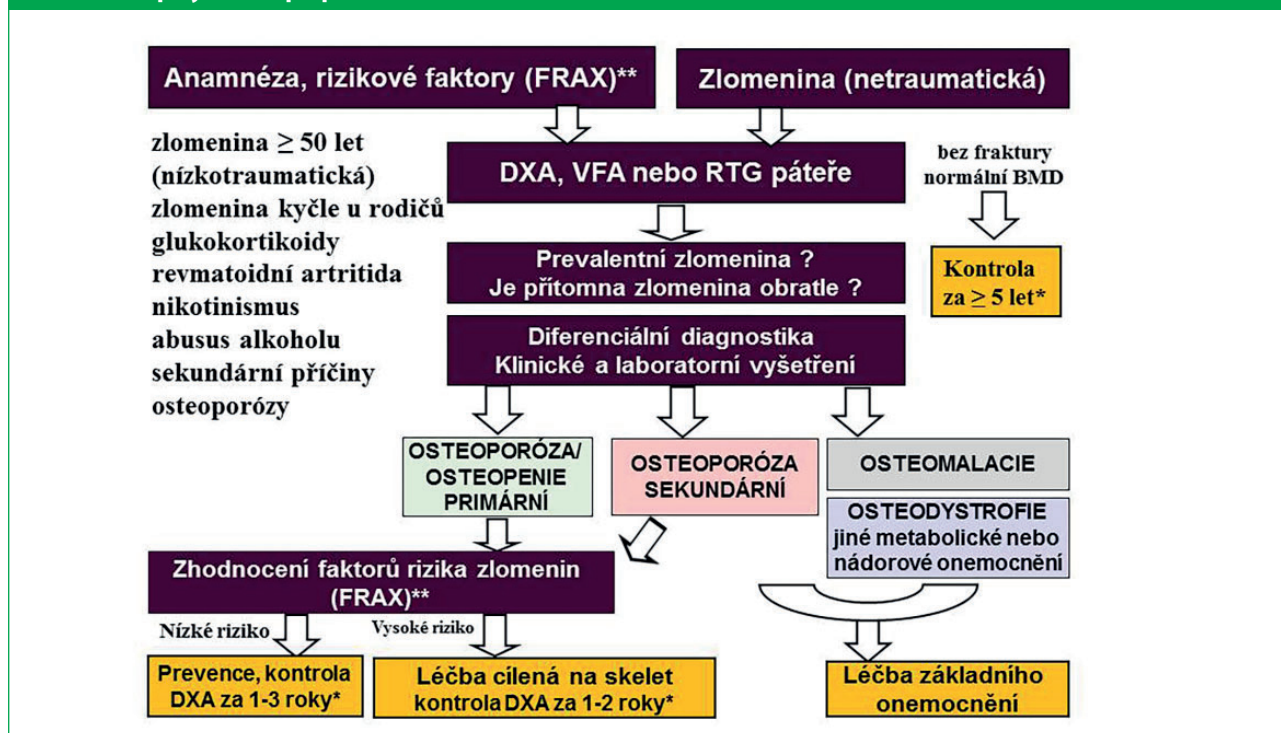 Anamnéza, rizikové faktory (FRAX)**
Zlomenina (netraumatická)
zlomenina ≥ 50 let
(nízkotraumatická)
zlomenina kyčle u rodičů
glukokortikoidy
revmatoidní artritida
nikotinismus
abusus alkoholu
sekundární příčiny
osteoporózy
DXA, VFA nebo RTG páteře
bez fraktury
normální BMD
Kontrola
za ≥ 5 let*
Prevalentní zlomenina ?
Je přítomna zlomenina obratle ?
Diferenciální diagnostika
Klinické a laboratorní vyšetření
OSTEOPORÓZA/
OSTEOPENIE
PRIMÁRNÍ
OSTEOPORÓZA
SEKUNDÁRNÍ
OSTEOMALACIE
OSTEODYSTROFIE
jiné metabolické nebo
nádorové onemocnění
Zhodnocení faktorů rizika zlomenin
(FRAX)**
Nízké riziko
Vysoké riziko
Prevence, kontrola
DXA za 1-3 roky*
Léčba cílená na skelet
kontrola DXA za 1-2 roky*
Léčba základního
onemocnění